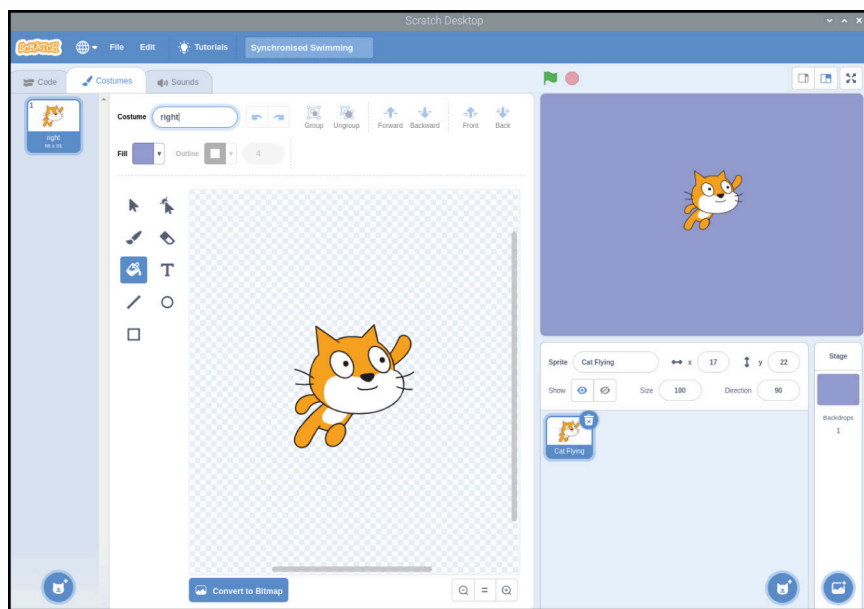 Scratch Desktop
SCRATCH
File Edit Tutorials Synchronised Swimming
Code Costumes Sounds
1
right
Costume right
Group Ungroup Forward Backward Front Back
Fill Outline 4
Convert to Bitmap
Sprite Cat Flying x 17 y 22
Show Size 100 Direction 90
Cat Flying
Stage
Backdrops
1